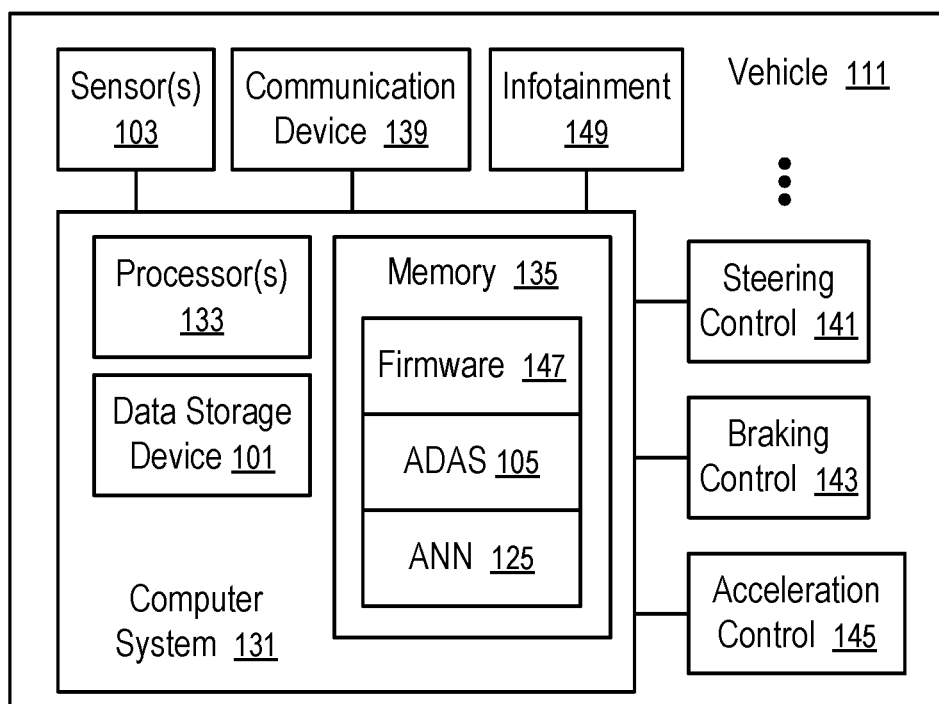 Sensor(s)
103
Communication
Device 139
Infotainment
149
Vehicle 111
Processor(s)
133
Data Storage
Device 101
Computer
System 131
Memory 135
Firmware 147
ADAS 105
ANN 125
Steering
Control 141
Braking
Control 143
Acceleration
Control 145